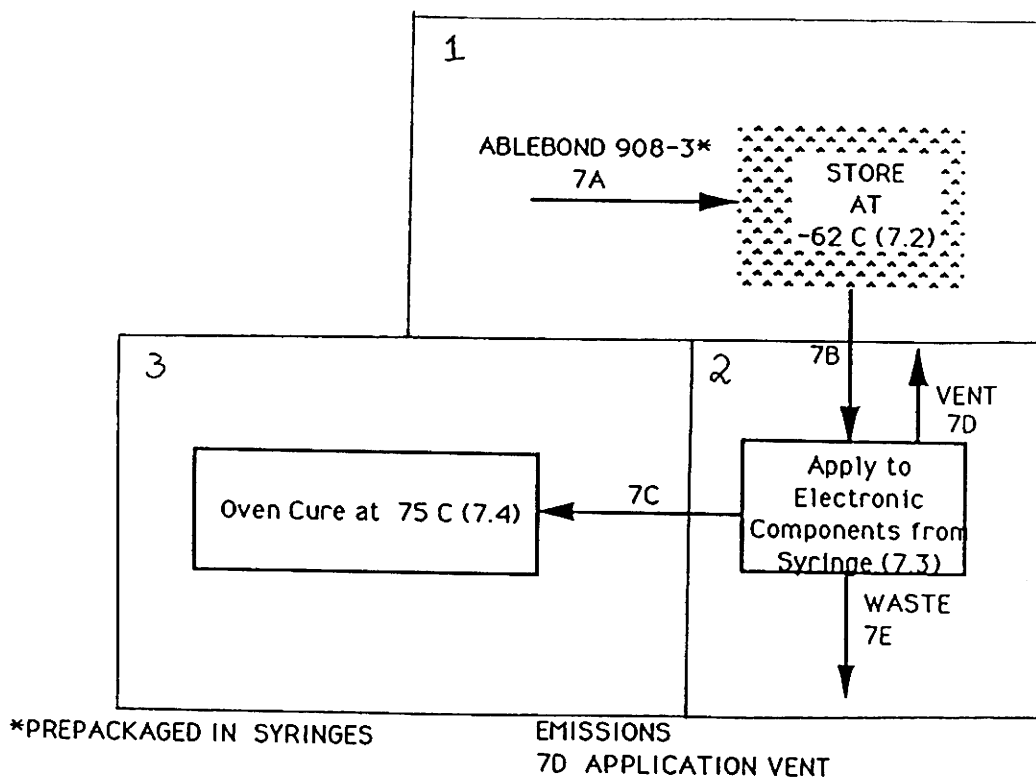 1
ABLEBOND 908-3*
7A
STORE
AT
-62 C (7.2)
3
2
7B
VENT
7D
Oven Cure at 75 C (7.4)
7C
Apply to
Electronic
Components from
Syringe (7.3)
WASTE
7E
*PREPACKAGED IN SYRINGES
EMISSIONS
7D APPLICATION VENT